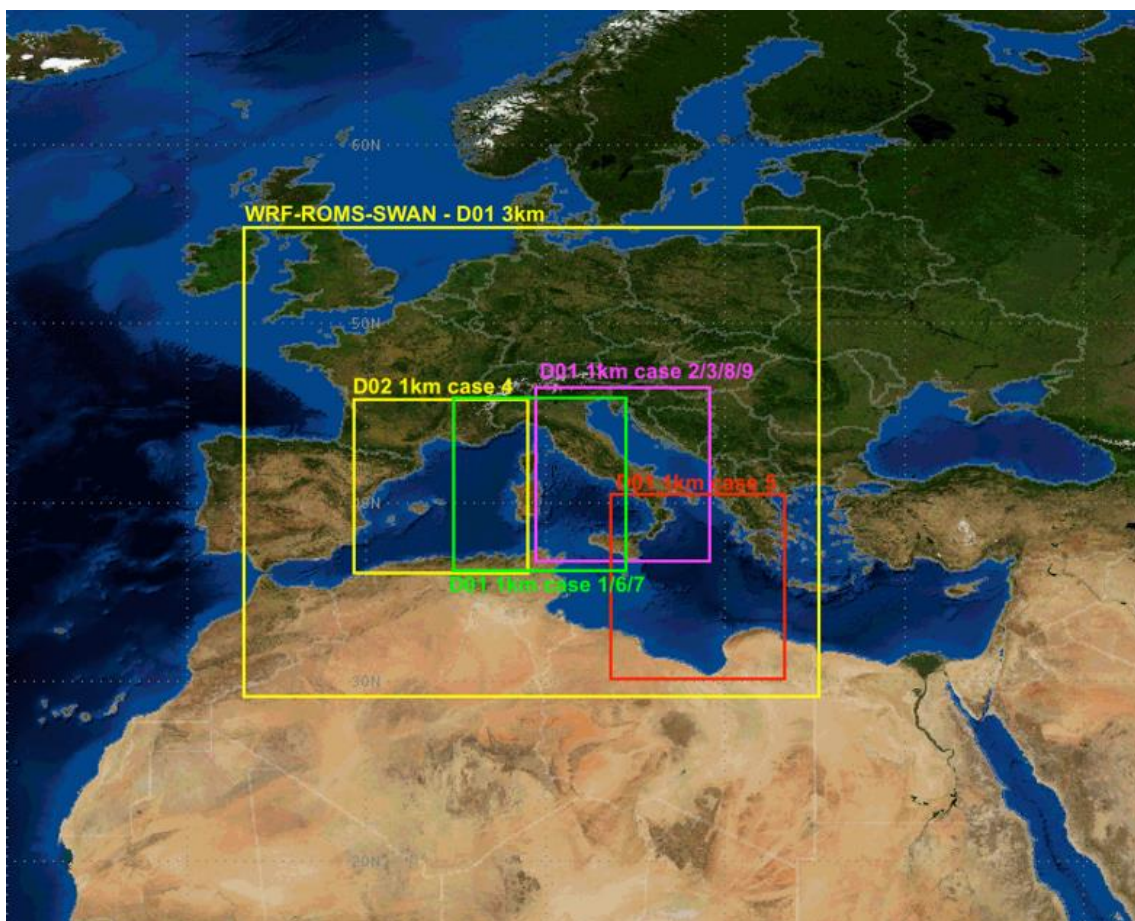 60N
WRF-ROMS-SWAN - D01 3km
50N
D01 1km case 2/3/8/9
D02 1km case 4
D01 1km case 5
D01 1km case 1/6/7
30N
20N